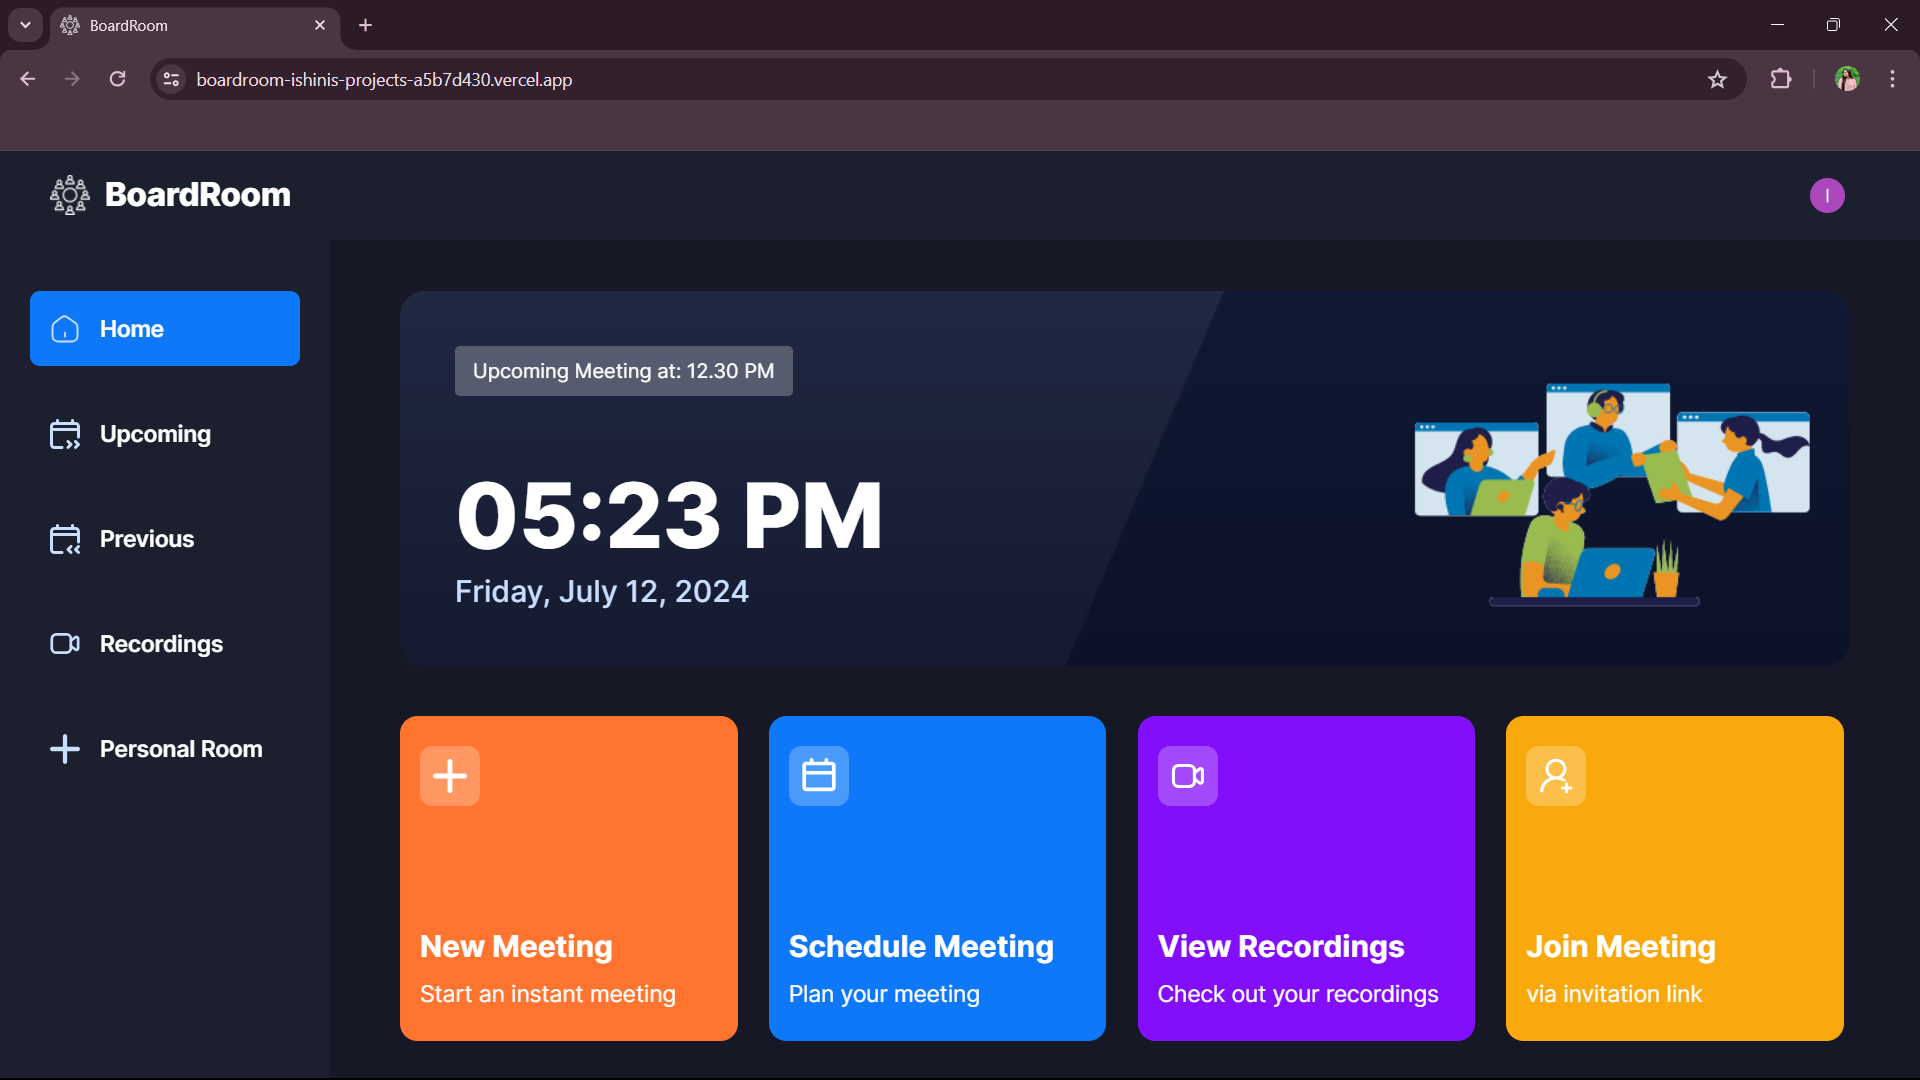 BoardRoom
boardroom-ishinis-projects-a5b7d430.vercel.app
BoardRoom
I
Home
Upcoming
Previous
Recordings
Personal Room
Upcoming Meeting at: 12.30 PM
05:23 PM
Friday, July 12, 2024
New Meeting
Start an instant meeting
Schedule Meeting
Plan your meeting
View Recordings
Check out your recordings
Join Meeting
via invitation link